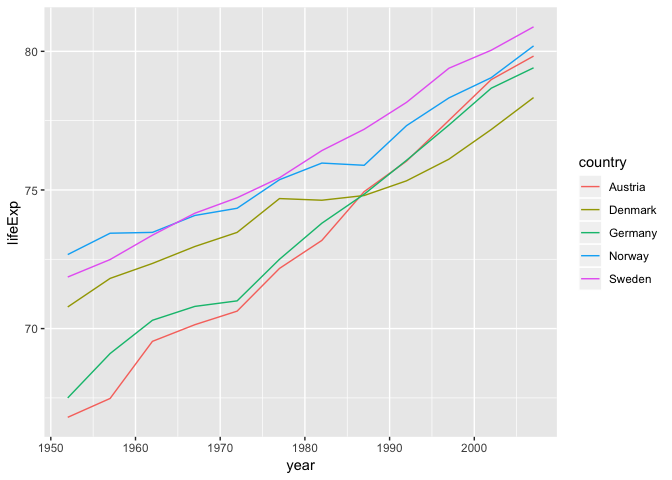 80
75
70
lifeExp
1950 1960 1970 1980 1990 2000
year
country
Austria
Denmark
Germany
Norway
Sweden